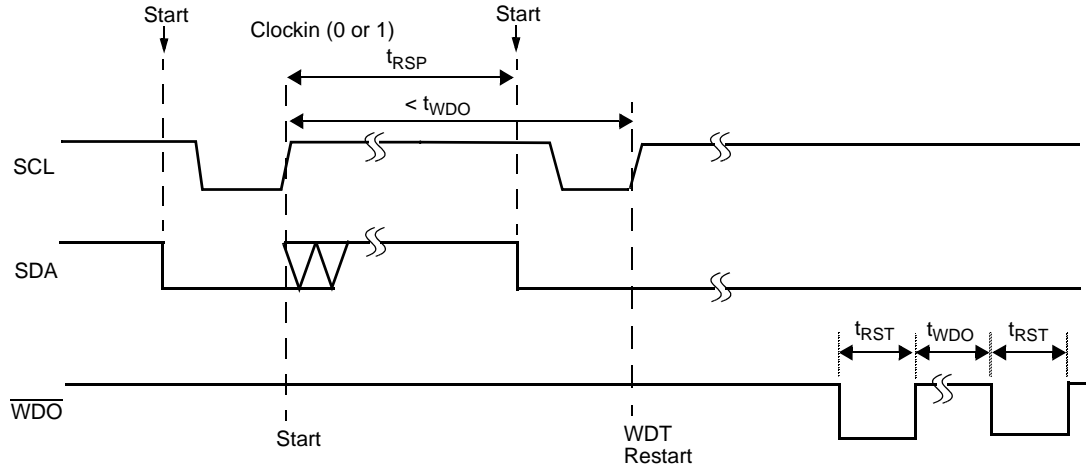 Start
Start
Clockin (0 or 1)
tRSP
< tWDO
SCL
SDA
tRST
tWDO
tRST
WDO
Start
WDT
Restart